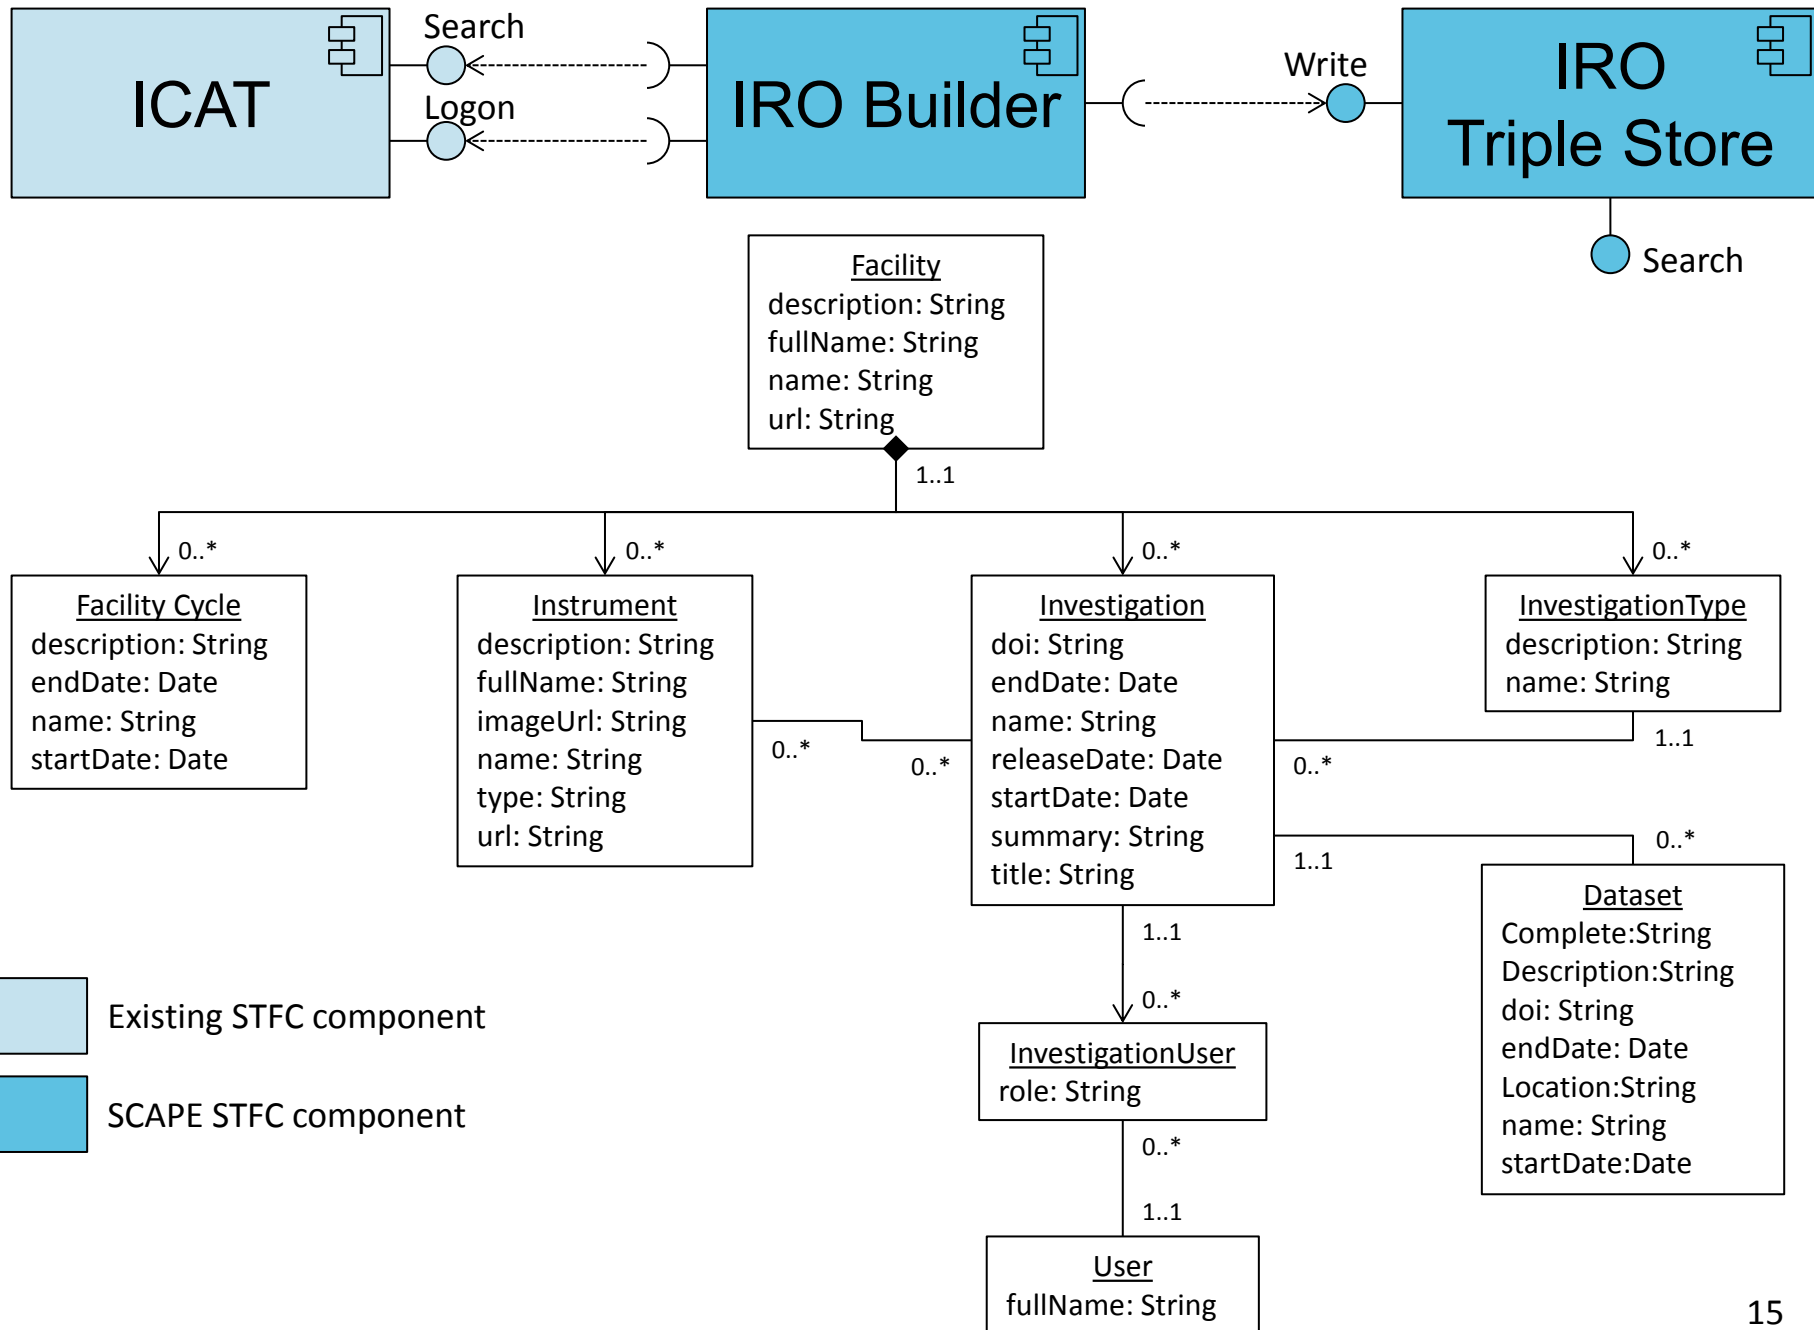 Search
Logon
ICAT
IRO Builder
Write
IRO
Triple Store
Search
Facility
description: String
fullName: String
name: String
url: String
1..1
0..*
0..*
0..*
0..*
Facility Cycle
description: String
endDate: Date
name: String
startDate: Date
Instrument
description: String
fullName: String
imageUrl: String
name: String
type: String
url: String
0..*
0..*
Investigation
doi: String
endDate: Date
name: String
releaseDate: Date
startDate: Date
summary: String
title: String
InvestigationType
description: String
name: String
1..1
0..*
0..*
1..1
Dataset
Complete:String
Description:String
doi: String
endDate: Date
Location:String
name: String
startDate:Date
1..1
0..*
InvestigationUser
role: String
0..*
1..1
User
fullName: String
Existing STFC component
SCAPE STFC component
15